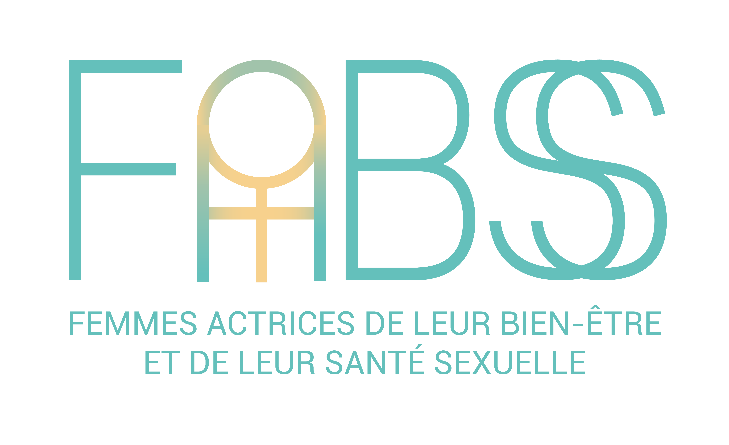 FABSS
FEMMES ACTRICES DE LEUR BIEN-ÊTRE
ET DE LEUR SANTÉ SEXUELLE